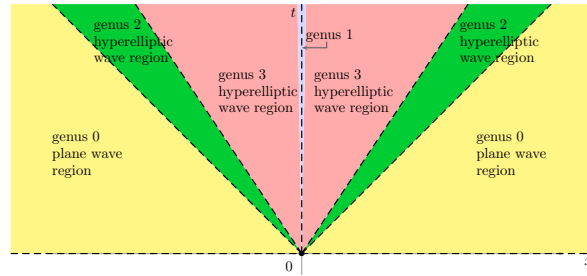 t
genus 2
hyperelliptic
wave region
genus 1
genus 2
hyperelliptic
wave region
genus 3
hyperelliptic
wave region
genus 3
hyperelliptic
wave region
genus 0
plane wave
region
genus 0
plane wave
region
0